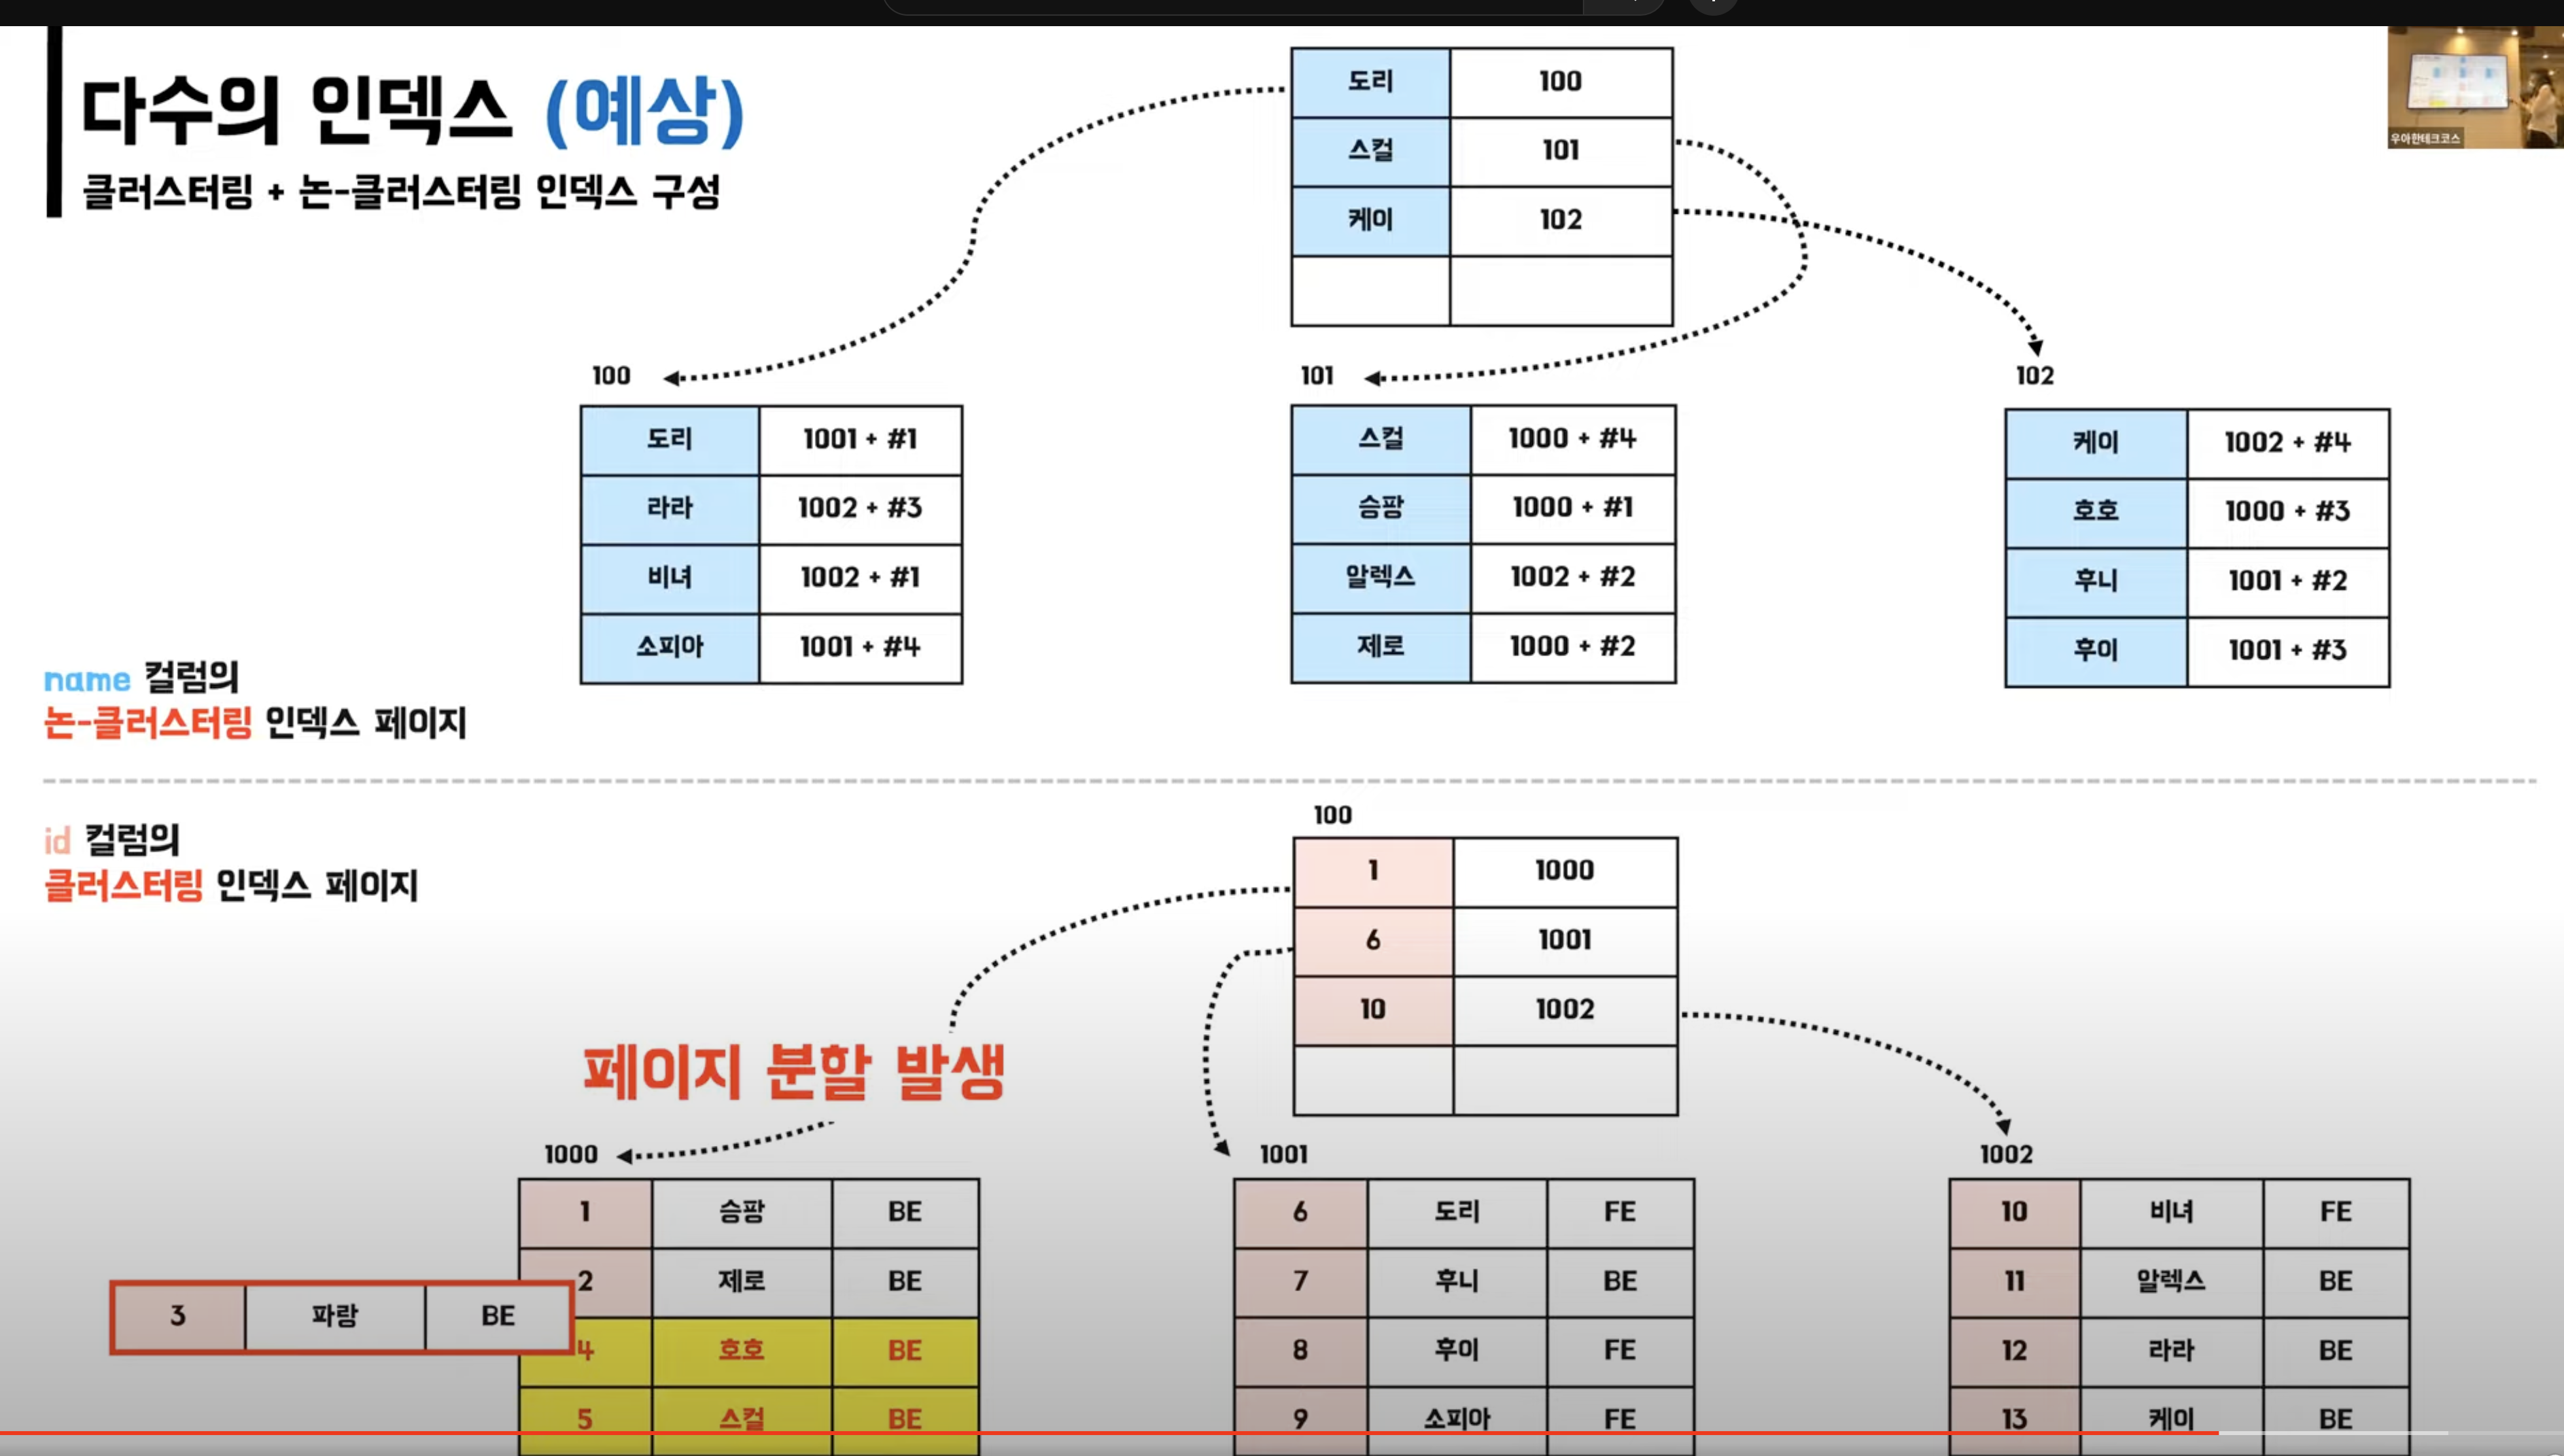 다수의 인덱스 (예상)
클러스터링 + 논-클러스터링 인덱스 구성
우아한테크코스
도리 100
스컬 101
케이 102
100
도리 1001 + #1
라라 1002 + #3
비녀 1002 + #1
소피아 1001 + #4
101
스컬 1000 + #4
승팡 1000 + #1
알렉스 1002 + #2
제로 1000 + #2
102
케이 1002 + #4
호호 1000 + #3
후니 1001 + #2
후이 1001 + #3
name 컬럼의
논-클러스터링 인덱스 페이지
id 컬럼의
클러스터링 인덱스 페이지
100
1 1000
6 1001
10 1002
페이지 분할 발생
1000
1 승팡 BE
2 제로 BE
3 파랑 BE
4 호호 BE
5 스컬 BE
1001
6 도리 FE
7 후니 BE
8 후이 FE
9 소피아 FE
1002
10 비녀 FE
11 알렉스 BE
12 라라 BE
13 케이 BE